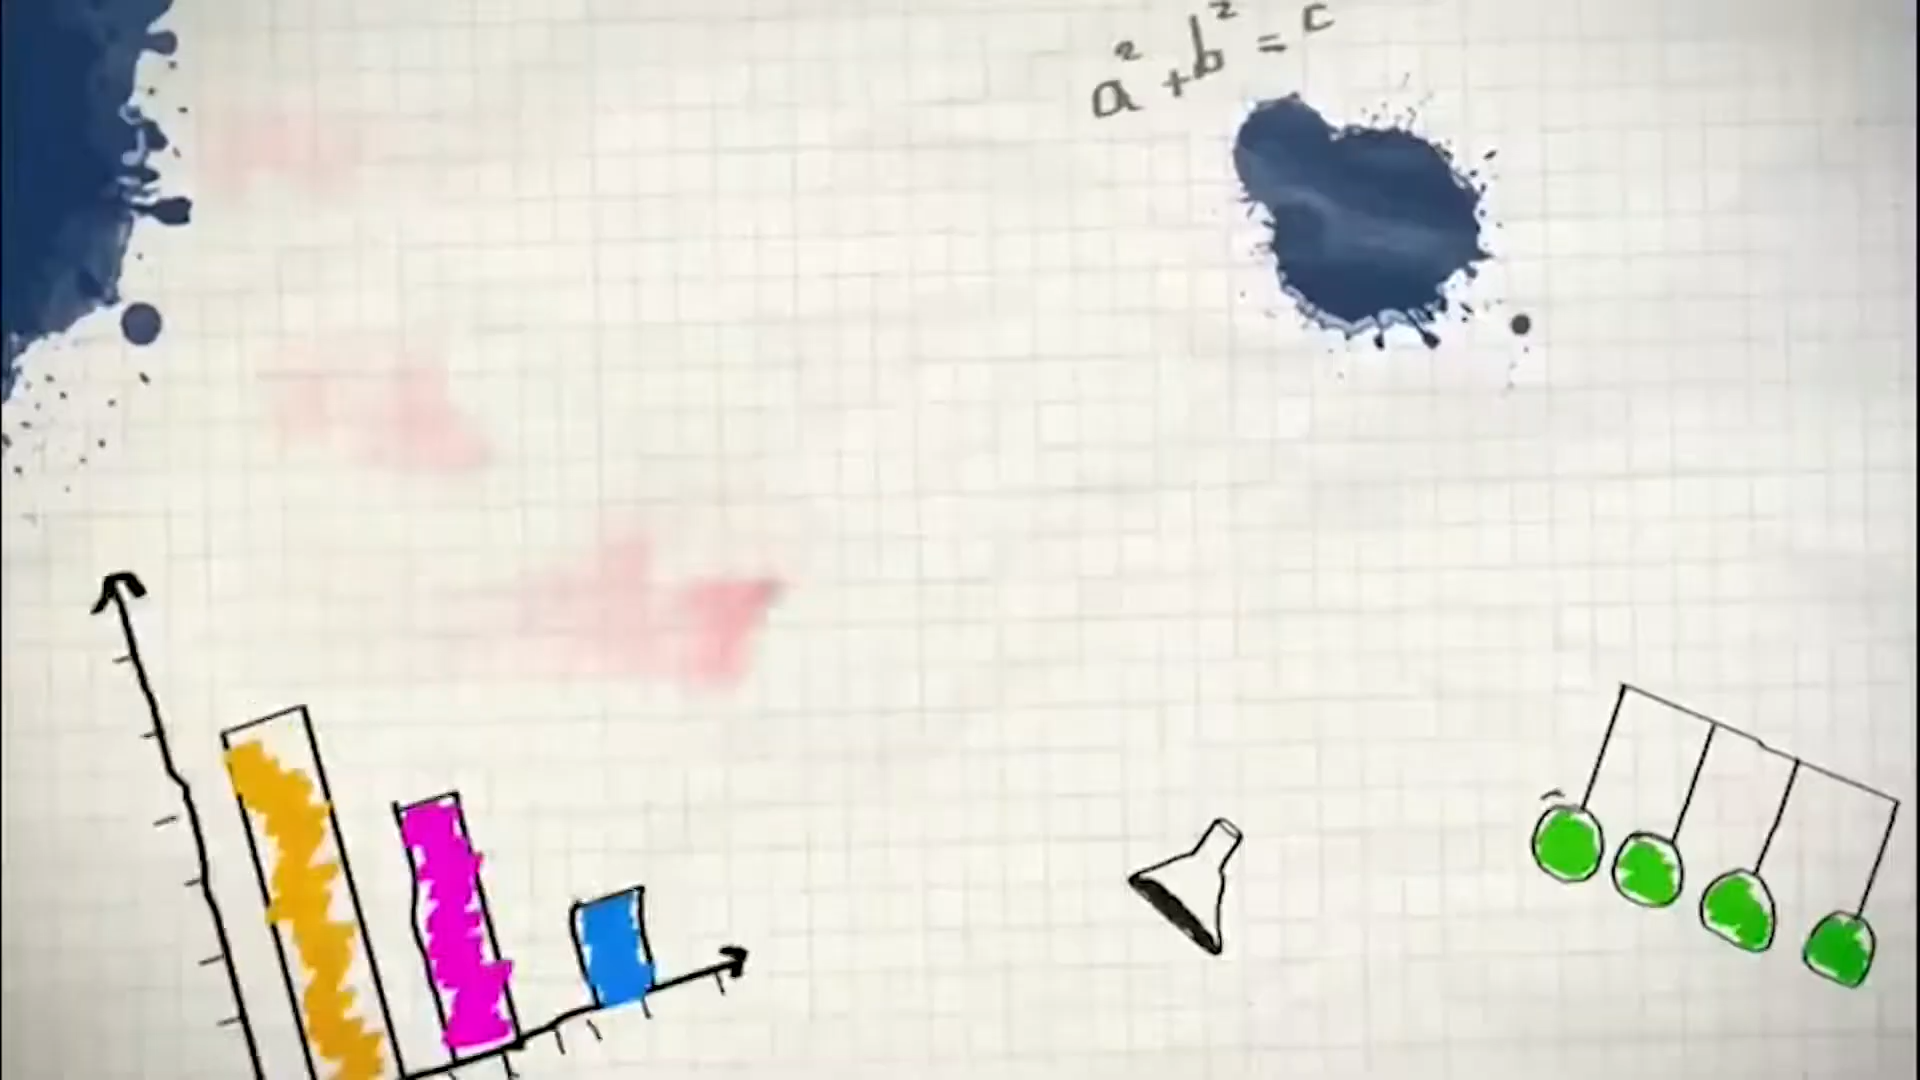 a² + b² = c